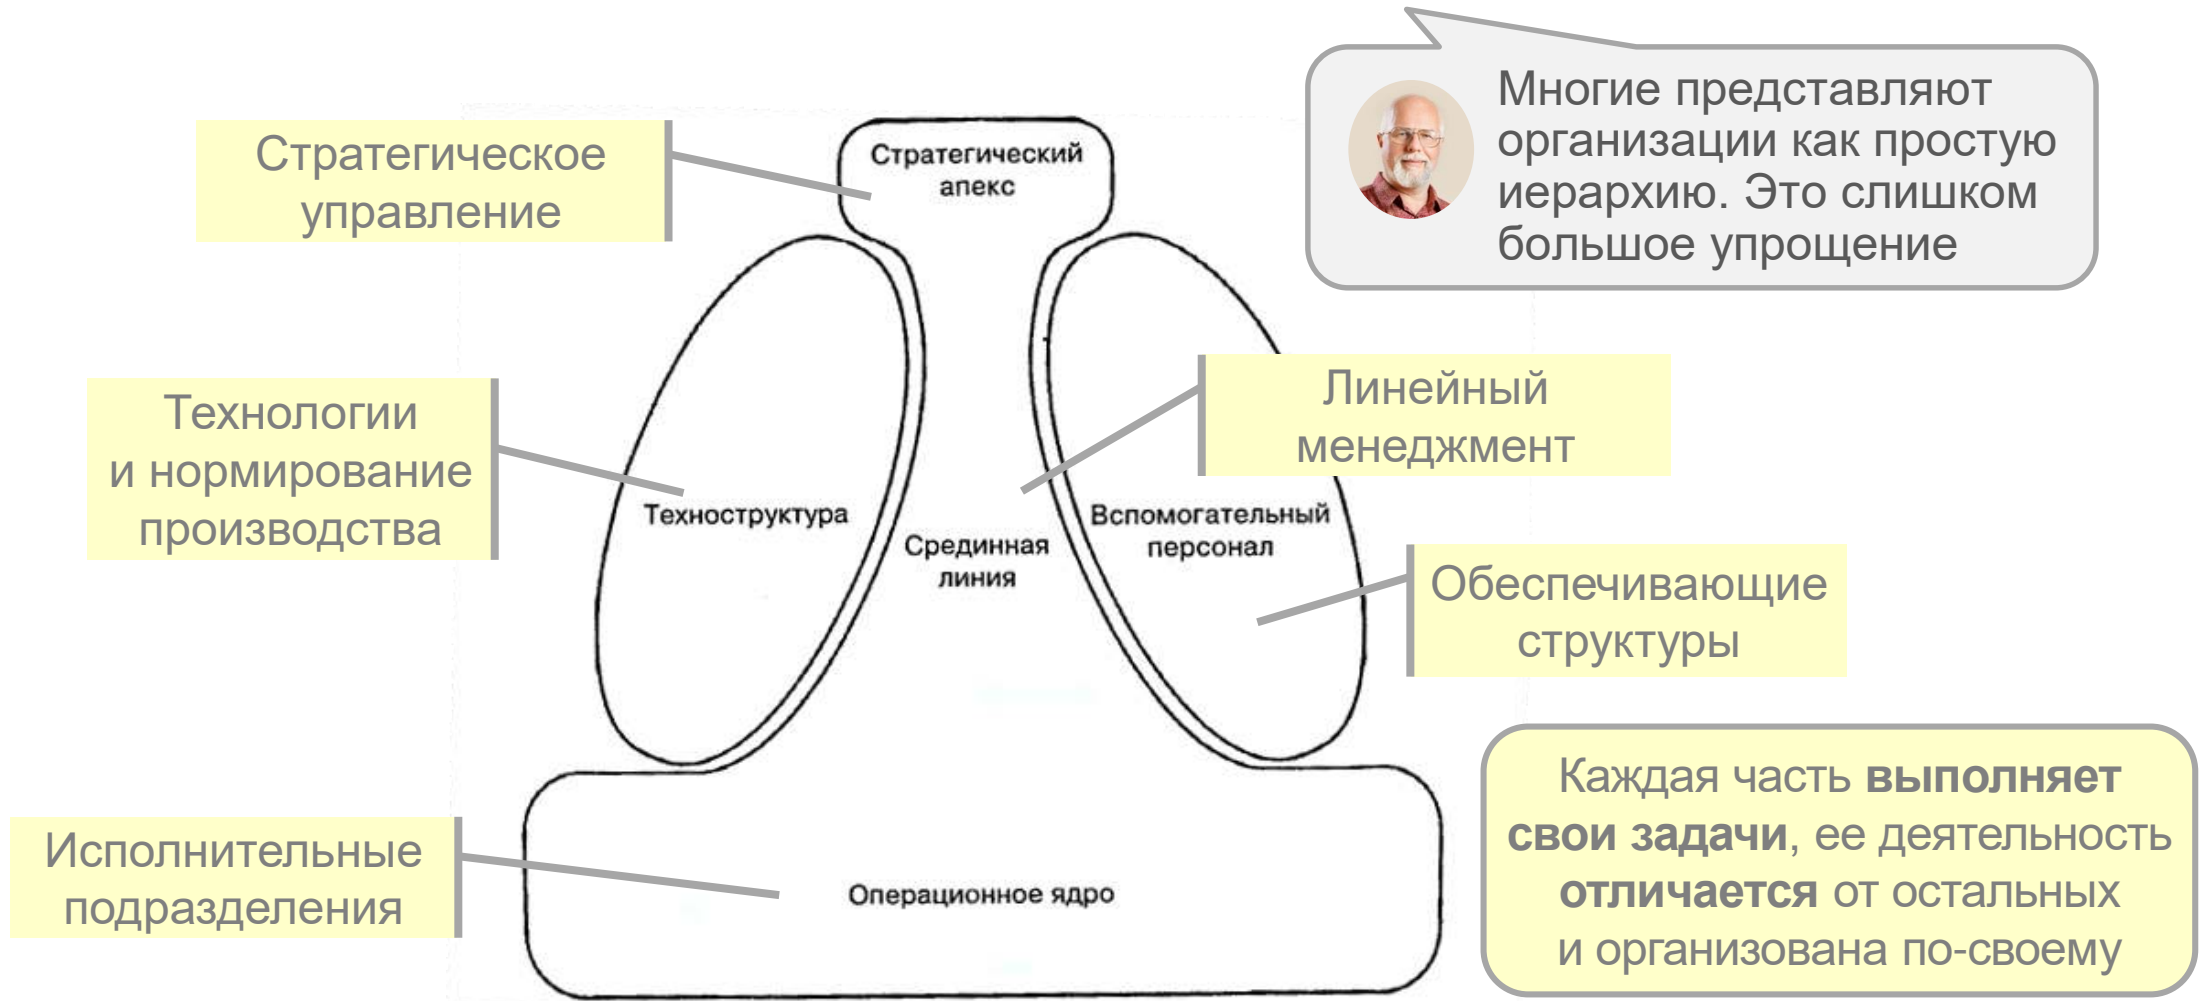 Многие представляют
организации как простую
иерархию. Это слишком
большое упрощение
Стратегическое
управление
Стратегический
апекс
Технологии
и нормирование
производства
Линейный
менеджмент
Техноструктура
Срединная
линия
Вспомогательный
персонал
Обеспечивающие
структуры
Исполнительные
подразделения
Операционное ядро
Каждая часть выполняет
свои задачи, ее деятельность
отличается от остальных
и организована по-своему